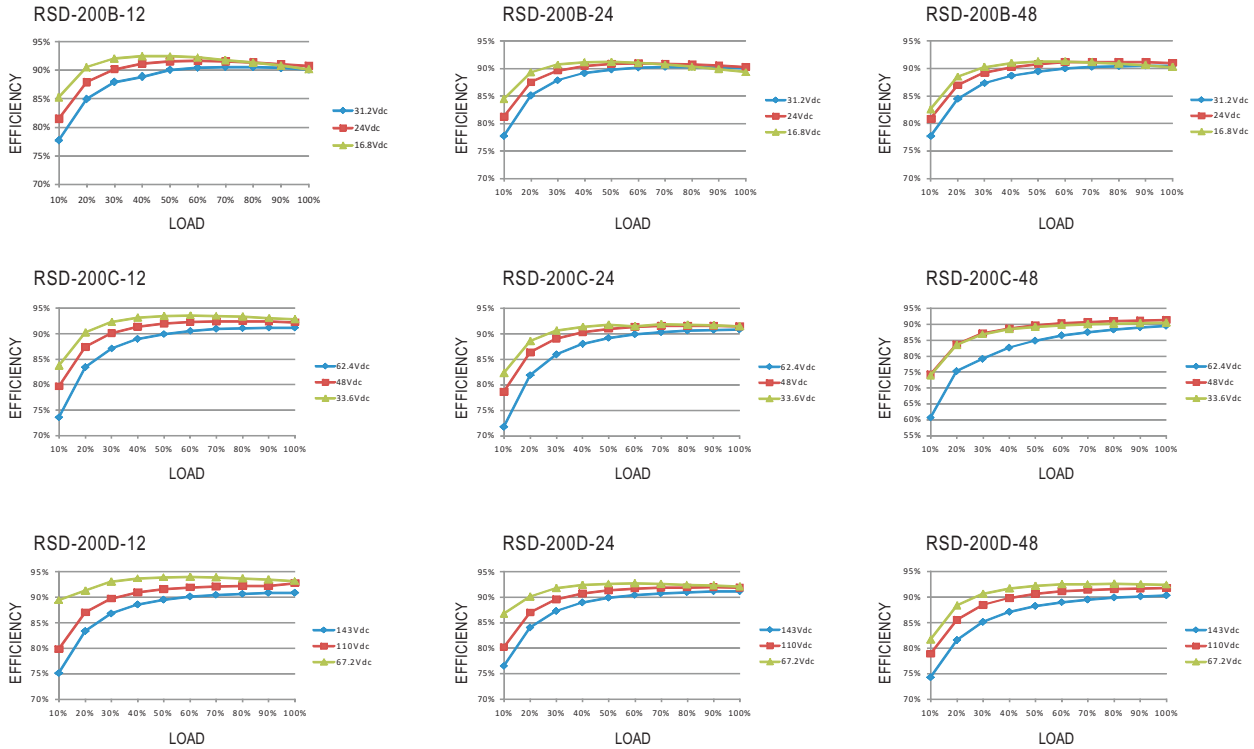 RSD-200B-12
EFFICIENCY
95%
90%
85%
80%
75%
70%
10% 20% 30% 40% 50% 60% 70% 80% 90% 100%
LOAD
31.2Vdc
24Vdc
16.8Vdc
RSD-200B-24
EFFICIENCY
95%
90%
85%
80%
75%
70%
10% 20% 30% 40% 50% 60% 70% 80% 90% 100%
LOAD
31.2Vdc
24Vdc
16.8Vdc
RSD-200B-48
EFFICIENCY
95%
90%
85%
80%
75%
70%
10% 20% 30% 40% 50% 60% 70% 80% 90% 100%
LOAD
31.2Vdc
24Vdc
16.8Vdc
RSD-200C-12
EFFICIENCY
95%
90%
85%
80%
75%
70%
10% 20% 30% 40% 50% 60% 70% 80% 90% 100%
LOAD
62.4Vdc
48Vdc
33.6Vdc
RSD-200C-24
EFFICIENCY
95%
90%
85%
80%
75%
70%
10% 20% 30% 40% 50% 60% 70% 80% 90% 100%
LOAD
62.4Vdc
48Vdc
33.6Vdc
RSD-200C-48
EFFICIENCY
95%
90%
85%
80%
75%
70%
65%
60%
55%
10% 20% 30% 40% 50% 60% 70% 80% 90% 100%
LOAD
62.4Vdc
48Vdc
33.6Vdc
RSD-200D-12
EFFICIENCY
95%
90%
85%
80%
75%
70%
10% 20% 30% 40% 50% 60% 70% 80% 90% 100%
LOAD
143Vdc
110Vdc
67.2Vdc
RSD-200D-24
EFFICIENCY
95%
90%
85%
80%
75%
70%
10% 20% 30% 40% 50% 60% 70% 80% 90% 100%
LOAD
143Vdc
110Vdc
67.2Vdc
RSD-200D-48
EFFICIENCY
95%
90%
85%
80%
75%
70%
10% 20% 30% 40% 50% 60% 70% 80% 90% 100%
LOAD
143Vdc
110Vdc
67.2Vdc